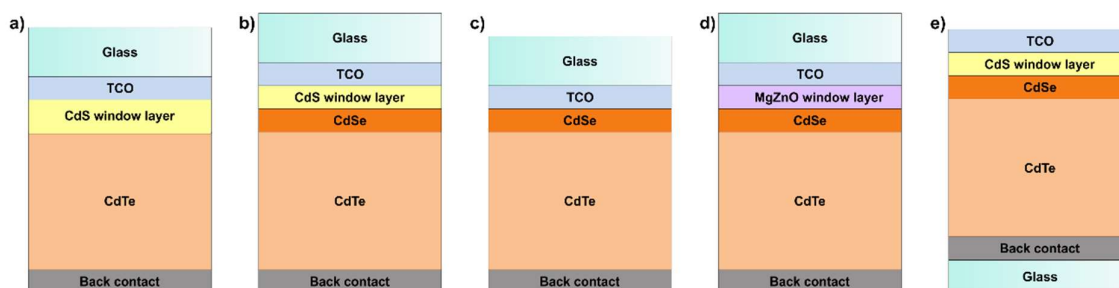 a)
Glass
TCO
CdS window layer
CdTe
Back contact
b)
Glass
TCO
CdS window layer
CdSe
CdTe
Back contact
c)
Glass
TCO
CdSe
CdTe
Back contact
d)
Glass
TCO
MgZnO window layer
CdSe
CdTe
Back contact
e)
TCO
CdS window layer
CdSe
CdTe
Back contact
Glass